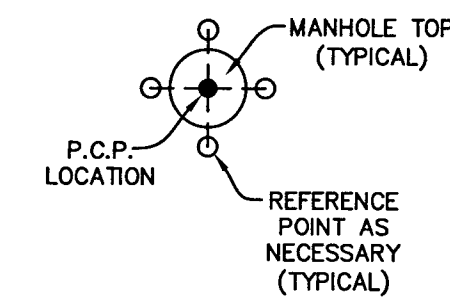 MANHOLE TOP
(TYPICAL)
P.C.P.
LOCATION
REFERENCE
POINT AS
NECESSARY
(TYPICAL)